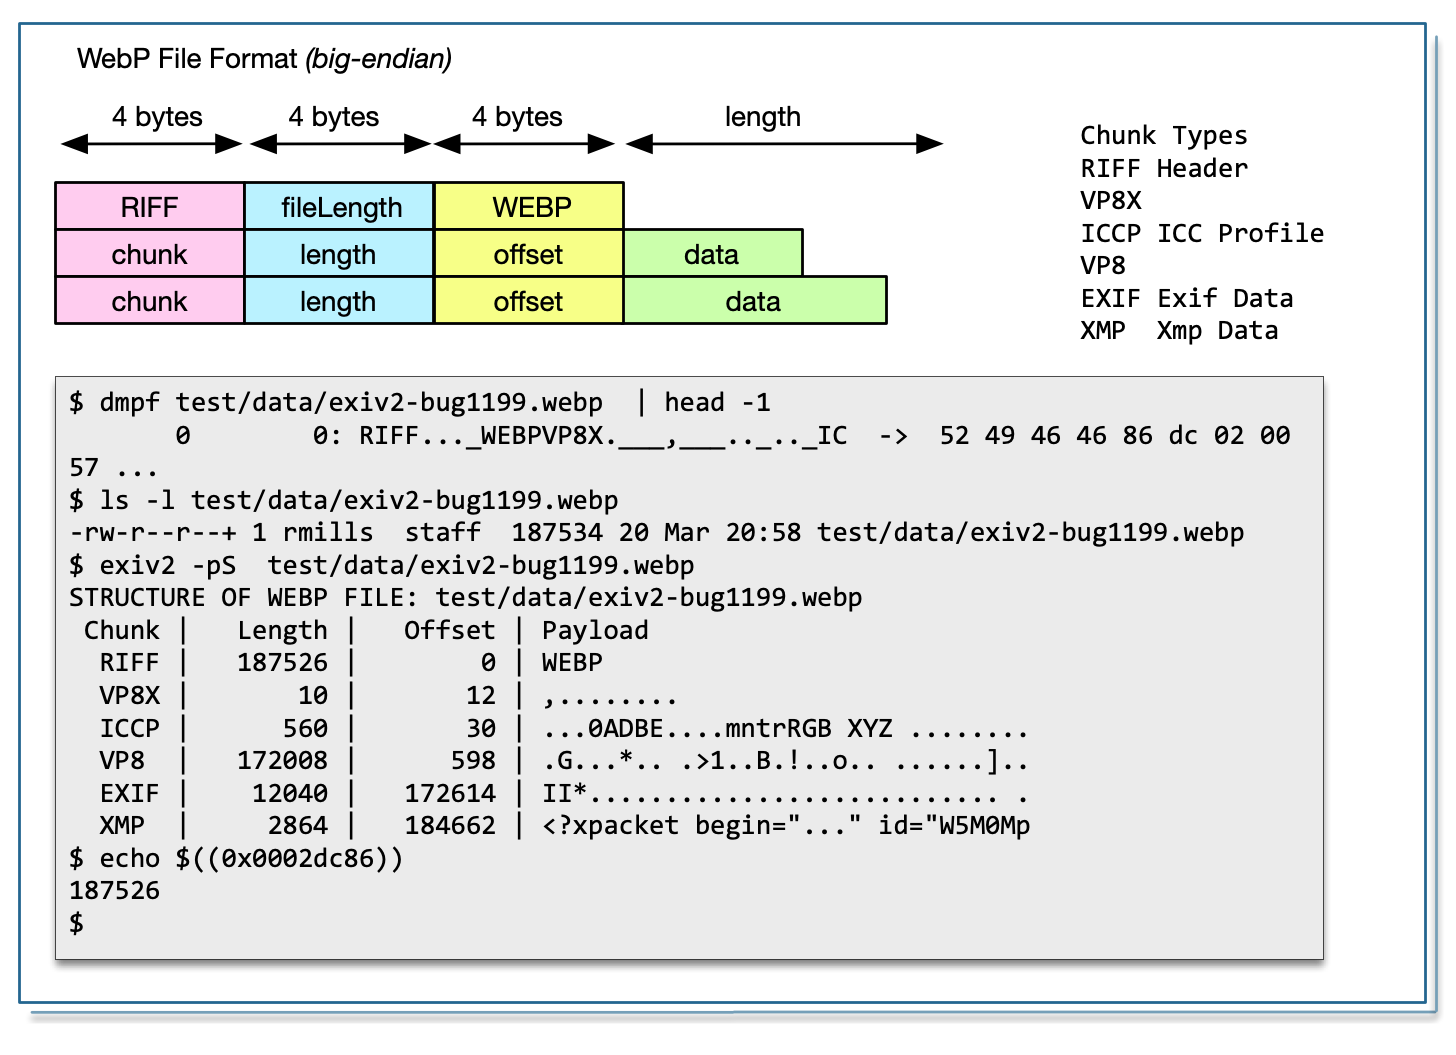 WebP File Format (big-endian)
4 bytes 4 bytes 4 bytes length
RIFF fileLength WEBP
chunk length offset data
chunk length offset data
Chunk Types
RIFF Header
VP8X
ICCP ICC Profile
VP8
EXIF Exif Data
XMP  Xmp Data
$ dmpf test/data/exiv2-bug1199.webp  | head -1
       0        0: RIFF..._WEBPVP8X.___,___.._.._IC  ->  52 49 46 46 86 dc 02 00
57 ...
$ ls -l test/data/exiv2-bug1199.webp
-rw-r--r--+ 1 rmills  staff  187534 20 Mar 20:58 test/data/exiv2-bug1199.webp
$ exiv2 -pS  test/data/exiv2-bug1199.webp
STRUCTURE OF WEBP FILE: test/data/exiv2-bug1199.webp
 Chunk |   Length |   Offset | Payload
  RIFF |   187526 |        0 | WEBP
  VP8X |       10 |       12 | ,........
  ICCP |      560 |       30 | ...0ADBE....mntrRGB XYZ ........
  VP8  |   172008 |      598 | .G...*.. .>1..B.!..o.. ......]..
  EXIF |    12040 |   172614 | II*........................... .
  XMP  |     2864 |   184662 | <?xpacket begin="..." id="W5M0Mp
$ echo $((0x0002dc86))
187526
$